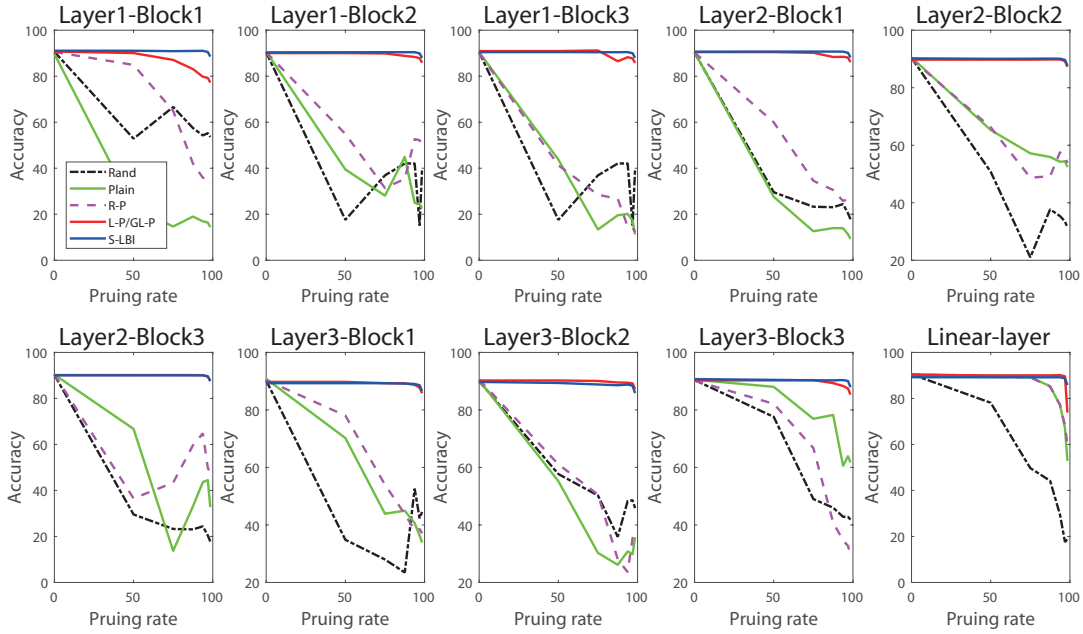 Layer1-Block1
Layer1-Block2
Layer1-Block3
Layer2-Block1
Layer2-Block2
100
80
60
40
20
0
Accuracy
Rand
Plain
R-P
L-P/GL-P
S-LBI
0
50
100
Pruing rate
100
80
60
40
20
0
Accuracy
0
50
100
Pruing rate
100
80
60
40
20
0
Accuracy
0
50
100
Pruing rate
100
80
60
40
20
0
Accuracy
0
50
100
Pruing rate
100
80
60
40
20
Accuracy
0
50
100
Pruing rate
Layer2-Block3
Layer3-Block1
Layer3-Block2
Layer3-Block3
Linear-layer
100
80
60
40
20
0
Accuracy
0
50
100
Pruing rate
100
80
60
40
20
Accuracy
0
50
100
Pruing rate
100
80
60
40
20
Accuracy
0
50
100
Pruing rate
100
80
60
40
20
Accuracy
0
50
100
Pruing rate
100
80
60
40
20
0
Accuracy
0
50
100
Pruing rate